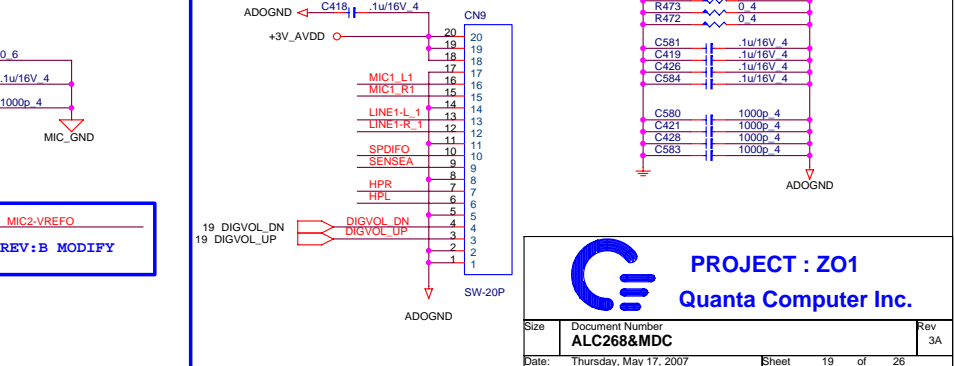 0_6
.1u/16V_4
1000p_4
MIC_GND
MIC2-VREFO
REV:B MODIFY
ADOGND
C418
.1u/16V_4
CN9
+3V_AVDD
20 20
19 19
18 18
17 17
MIC1_L1 16 16
MIC1_R1 15 15
14 14
LINE1-L_1 13 13
LINE1-R_1 12 12
11 11
SPDIFO 10 10
SENSEA 9 9
8 8
HPR 7 7
HPL 6 6
5 5
19 DIGVOL_DN DIGVOL_DN 4 4
19 DIGVOL_UP DIGVOL_UP 3 3
2 2
1 1
SW-20P
ADOGND
R473 0_4
R472 0_4
C581 .1u/16V_4
C419 .1u/16V_4
C426 .1u/16V_4
C584 .1u/16V_4
C580 1000p_4
C421 1000p_4
C428 1000p_4
C583 1000p_4
ADOGND
PROJECT : ZO1
Quanta Computer Inc.
Size Document Number Rev
ALC268&MDC 3A
Date: Thursday, May 17, 2007 Sheet 19 of 26